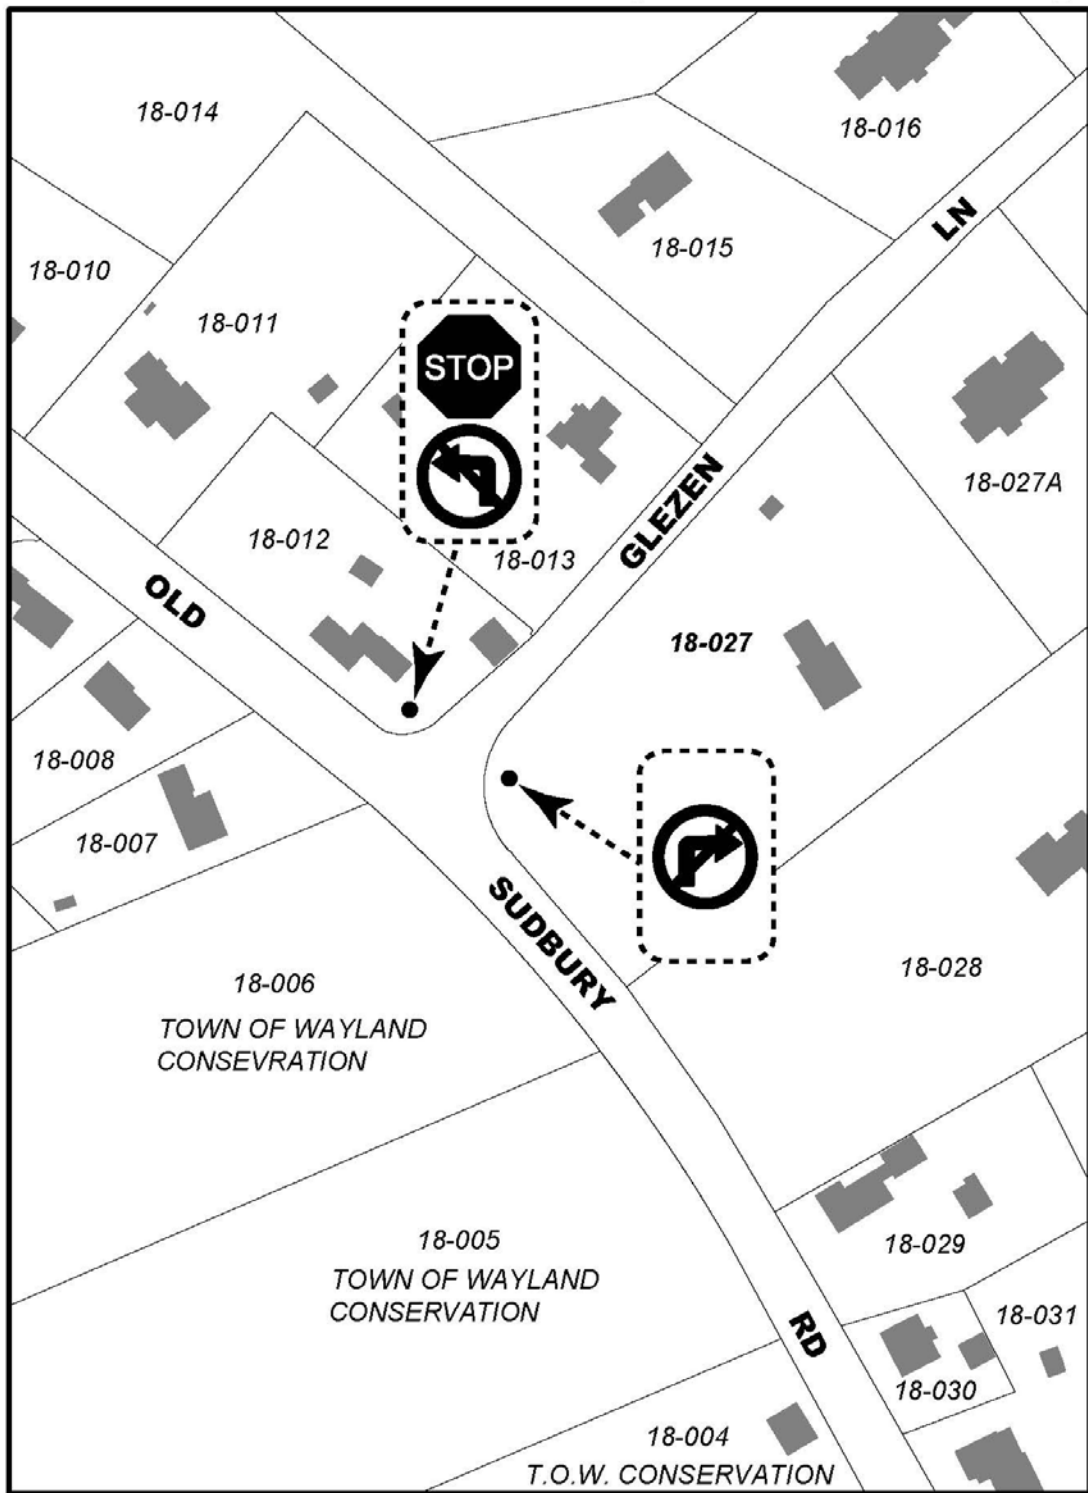 18-014
18-016
LN
18-015
18-010
18-011
STOP
18-027A
GLEZEN
18-012
18-013
OLD
18-027
18-008
18-007
SUDBURY
18-028
18-006
TOWN OF WAYLAND
CONSEVRATION
18-005
TOWN OF WAYLAND
CONSERVATION
18-029
RD
18-031
18-030
18-004
T.O.W. CONSERVATION